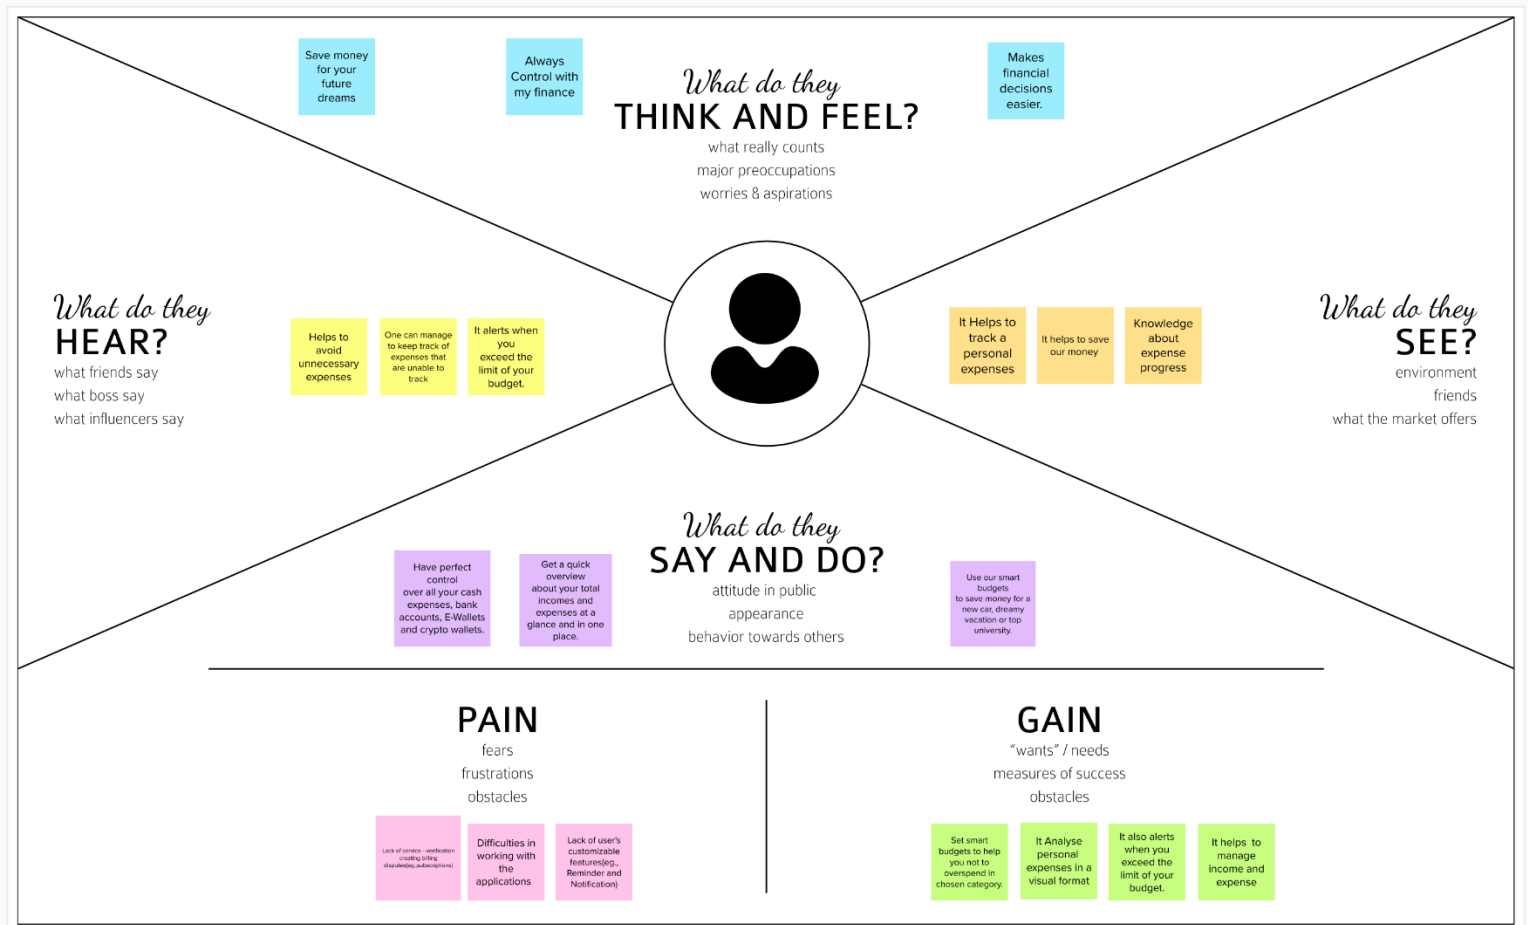 Save money
for your
future
dreams
Always
Control with
my finance
What do they
THINK AND FEEL?
what really counts
major preoccupations
worries & aspirations
Makes
financial
decisions
easier.
What do they
HEAR?
what friends say
what boss say
what influencers say
Helps to
avoid
unnecessary
expenses
One can manage
to keep track of
expenses that
are unable to
track
It alerts when
you
exceed the
limit of your
budget.
It Helps to
track a
personal
expenses
It helps to save
our money
Knowledge
about
expense
progress
What do they
SEE?
environment
friends
what the market offers
Have perfect
control
over all your cash
expenses, bank
accounts, E-Wallets
and crypto wallets.
Get a quick
overview
about your total
incomes and
expenses at a
glance and in one
place.
What do they
SAY AND DO?
attitude in public
appearance
behavior towards others
Use our smart
budgets
to save money for a
new car, dreamy
vacation or top
university.
PAIN
fears
frustrations
obstacles
Lack of service - verification
creating billing
disputes(eg.,subscriptions)
Difficulties in
working with
the
applications
Lack of user's
customizable
features(eg.,
Reminder and
Notification)
GAIN
"wants" / needs
measures of success
obstacles
Set smart
budgets to help
you not to
overspend in
chosen category.
It Analyse
personal
expenses in a
visual format
It also alerts
when you
exceed the
limit of your
budget.
It helps to
manage
income and
expense